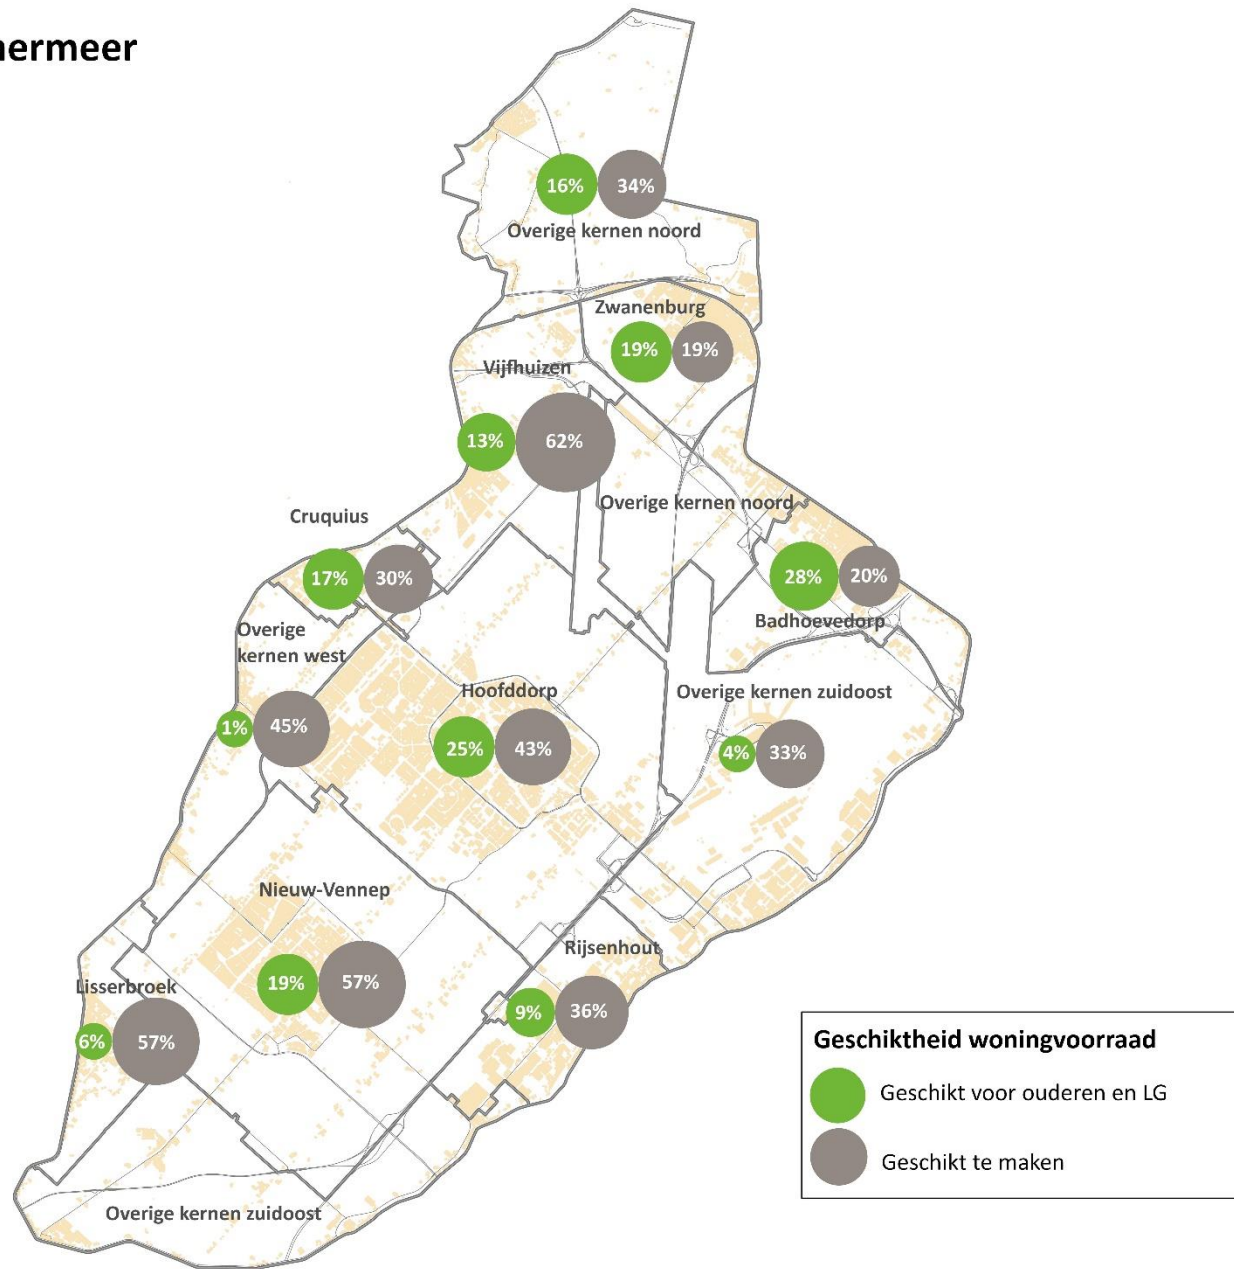 hermeer
16% 34%
Overige kernen noord
Zwanenburg
19% 19%
Vijfhuizen
13% 62%
Overige kernen noord
Cruquius
17% 30%
28% 20%
Badhoevedorp
Overige
kernen west
1% 45%
Hoofddorp
25% 43%
Overige kernen zuidoost
4% 33%
Nieuw-Vennep
19% 57%
Rijsenhout
9% 36%
Lisserbroek
6% 57%
Overige kernen zuidoost
Geschiktheid woningvoorraad
Geschikt voor ouderen en LG
Geschikt te maken